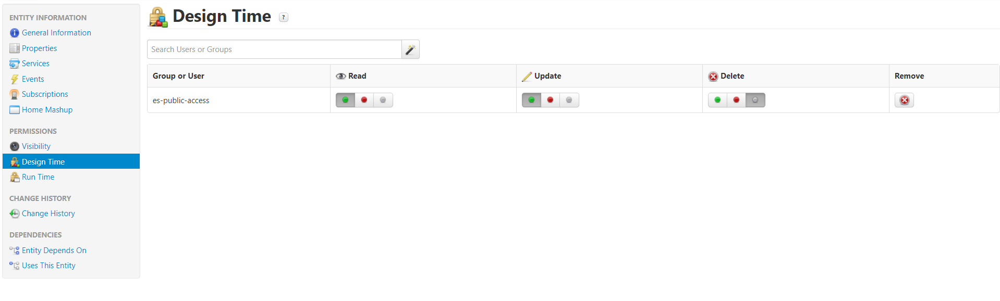 ENTITY INFORMATION
General Information
Properties
Services
Events
Subscriptions
Home Mashup
PERMISSIONS
Visibility
Design Time
Run Time
CHANGE HISTORY
Change History
DEPENDENCIES
Entity Depends On
Uses This Entity
Design Time ?
Search Users or Groups
Group or User Read Update Delete Remove
es-public-access